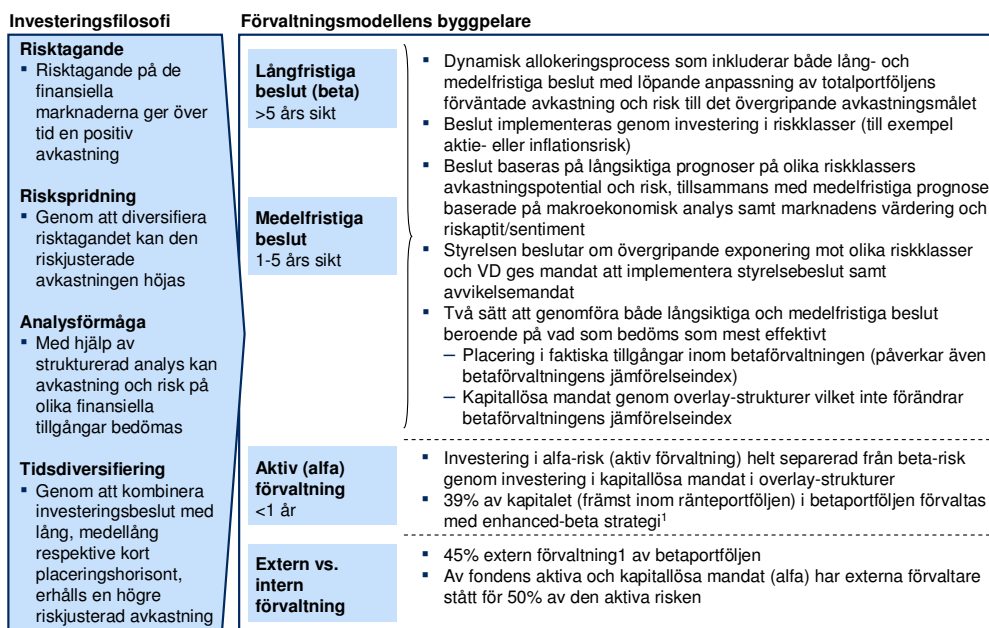 Investeringsfilosofi
Risktagande
▪ Risktagande på de
finansiella
marknaderna ger över
tid en positiv
avkastning
Riskspridning
▪ Genom att diversifiera
risktagandet kan den
riskjusterade
avkastningen höjas
Analysförmåga
▪ Med hjälp av
strukturerad analys kan
avkastning och risk på
olika finansiella
tillgångar bedömas
Tidsdiversifiering
▪ Genom att kombinera
investeringsbeslut med
lång, medellång
respektive kort
placeringshorisont,
erhålls en högre
riskjusterad avkastning
Förvaltningsmodellens byggpelare
Långfristiga
beslut (beta)
>5 års sikt
Medelfristiga
beslut
1-5 års sikt
▪ Dynamisk allokeringsprocess som inkluderar både lång- och
medelfristiga beslut med löpande anpassning av totalportföljens
förväntade avkastning och risk till det övergripande avkastningsmålet
▪ Beslut implementeras genom investering i riskklasser (till exempel
aktie- eller inflationsrisk)
▪ Beslut baseras på långsiktiga prognoser på olika riskklassers
avkastningspotential och risk, tillsammans med medelfristiga prognose
baserade på makroekonomisk analys samt marknadens värdering och
riskaptit/sentiment
▪ Styrelsen beslutar om övergripande exponering mot olika riskklasser
och VD ges mandat att implementera styrelsebeslut samt
avvikelsemandat
▪ Två sätt att genomföra både långsiktiga och medelfristiga beslut
beroende på vad som bedöms som mest effektivt
– Placering i faktiska tillgångar inom betaförvaltningen (påverkar även
betaförvaltningens jämförelseindex)
– Kapitallösa mandat genom overlay-strukturer vilket inte förändrar
betaförvaltningens jämförelseindex
Aktiv (alfa)
förvaltning
<1 år
▪ Investering i alfa-risk (aktiv förvaltning) helt separerad från beta-risk
genom investering i kapitallösa mandat i overlay-strukturer
▪ 39% av kapitalet (främst inom ränteportföljen) i betaportföljen förvaltas
med enhanced-beta strategi¹
Extern vs.
intern
förvaltning
▪ 45% extern förvaltning1 av betaportföljen
▪ Av fondens aktiva och kapitallösa mandat (alfa) har externa förvaltare
stått för 50% av den aktiva risken